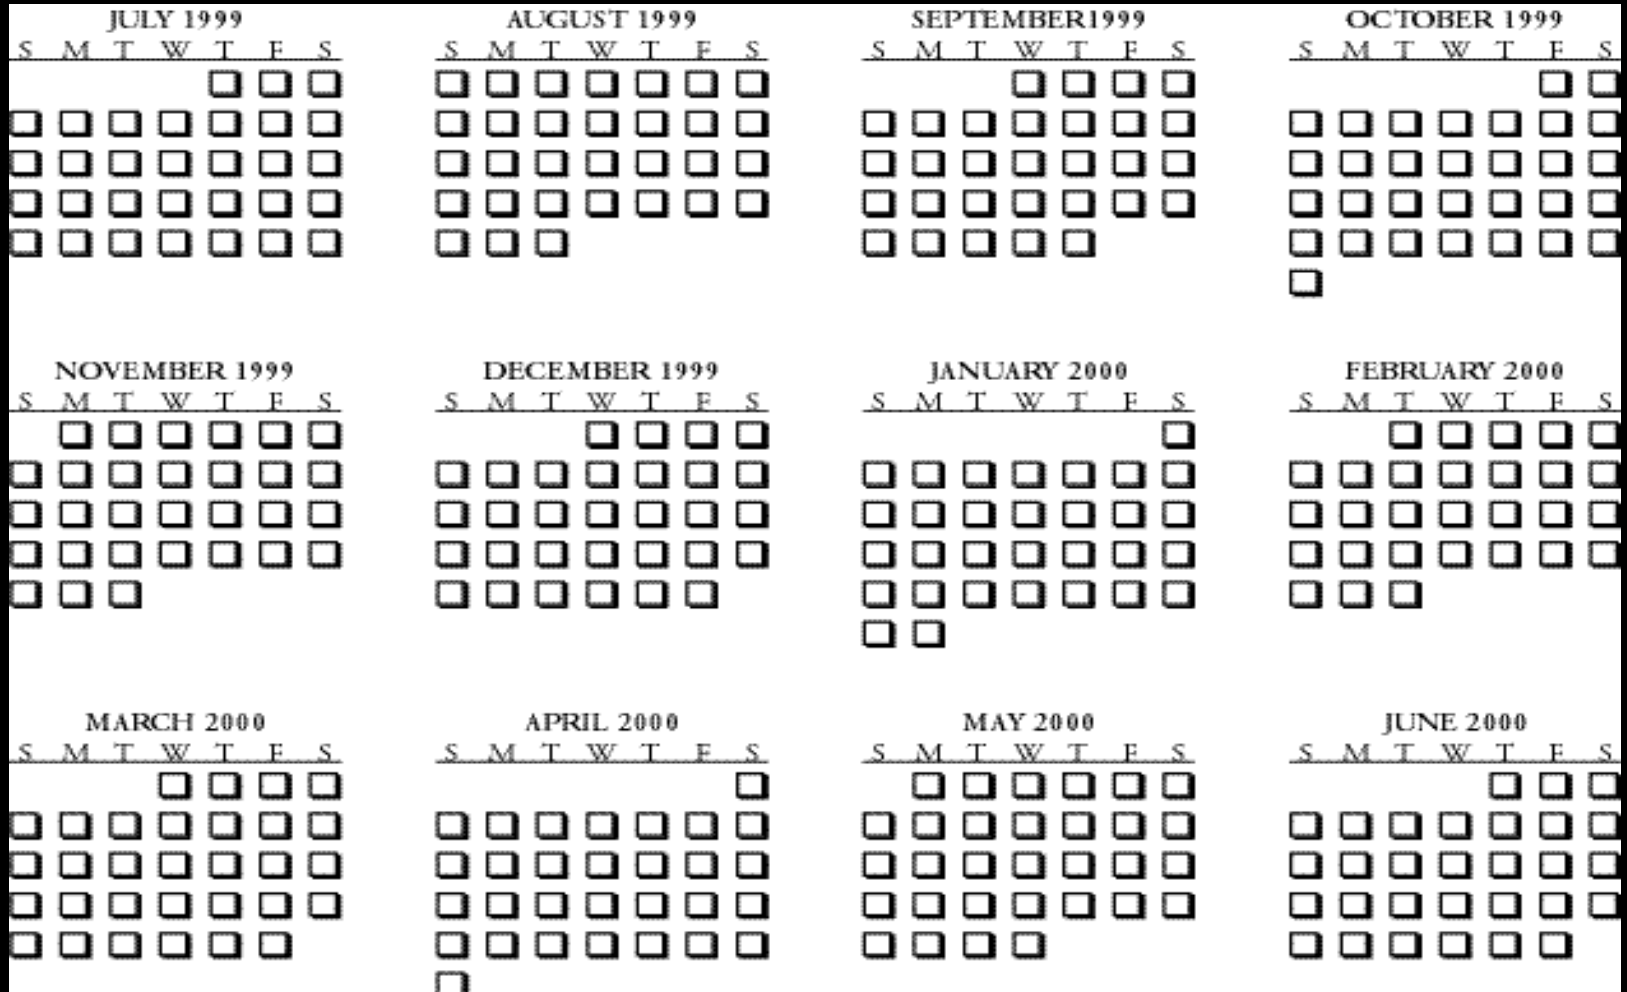 JULY 1999 AUGUST 1999 SEPTEMBER1999 OCTOBER 1999
S M T W T F S S M T W T F S S M T W T F S S M T W T F S
NOVEMBER 1999 DECEMBER 1999 JANUARY 2000 FEBRUARY 2000
S M T W T F S S M T W T F S S M T W T F S S M T W T F S
MARCH 2000 APRIL 2000 MAY 2000 JUNE 2000
S M T W T F S S M T W T F S S M T W T F S S M T W T F S